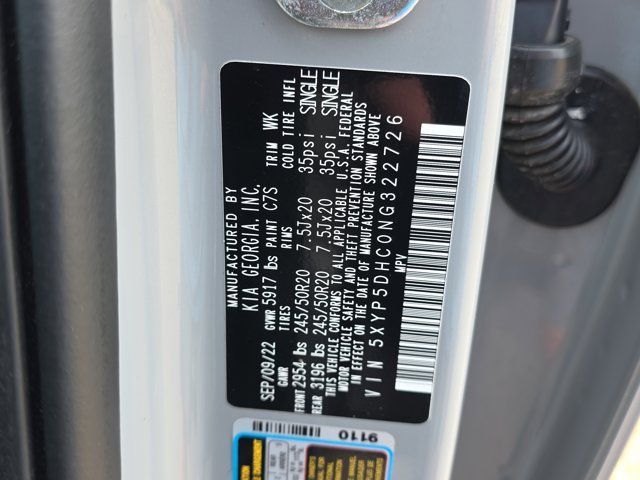 MANUFACTURED BY
KIA GEORGIA, INC.
SEP/09/22 GVWR 5917 lbs PAINT C7S TRIM WK
GAWR TIRES RIMS COLD TIRE INFL
FRONT 2954 lbs 245/50R20 7.5Jx20 35psi SINGLE
REAR 3196 lbs 245/50R20 7.5Jx20 35psi SINGLE
THIS VEHICLE CONFORMS TO ALL APPLICABLE U.S.A. FEDERAL
MOTOR VEHICLE SAFETY AND THEFT PREVENTION STANDARDS
IN EFFECT ON THE DATE OF MANUFACTURE SHOWN ABOVE
VIN 5XYP5DHC0NG322726
MPV
9110